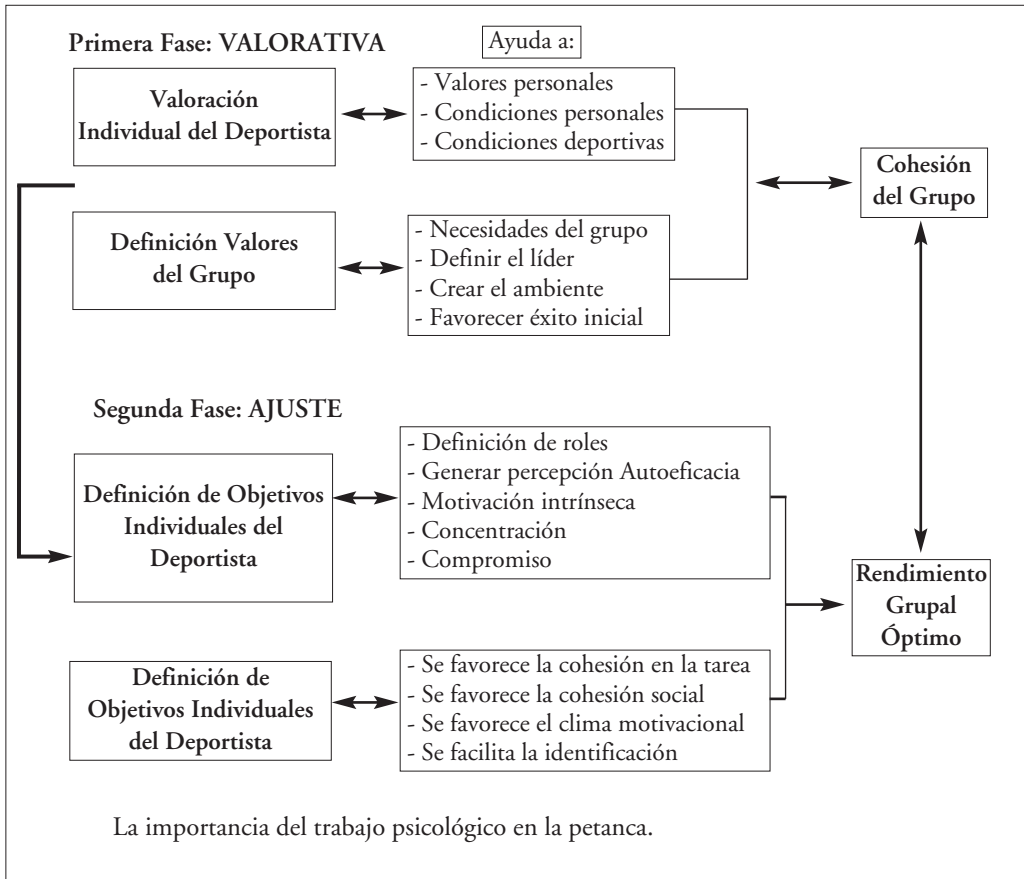 Primera Fase: VALORATIVA
Ayuda a:
Valoración
Individual del Deportista
- Valores personales
- Condiciones personales
- Condiciones deportivas
Cohesión
del Grupo
Definición Valores
del Grupo
- Necesidades del grupo
- Definir el líder
- Crear el ambiente
- Favorecer éxito inicial
Segunda Fase: AJUSTE
Definición de Objetivos
Individuales del
Deportista
- Definición de roles
- Generar percepción Autoeficacia
- Motivación intrínseca
- Concentración
- Compromiso
Rendimiento
Grupal
Óptimo
Definición de
Objetivos Individuales
del Deportista
- Se favorece la cohesión en la tarea
- Se favorece la cohesión social
- Se favorece el clima motivacional
- Se facilita la identificación
La importancia del trabajo psicológico en la petanca.